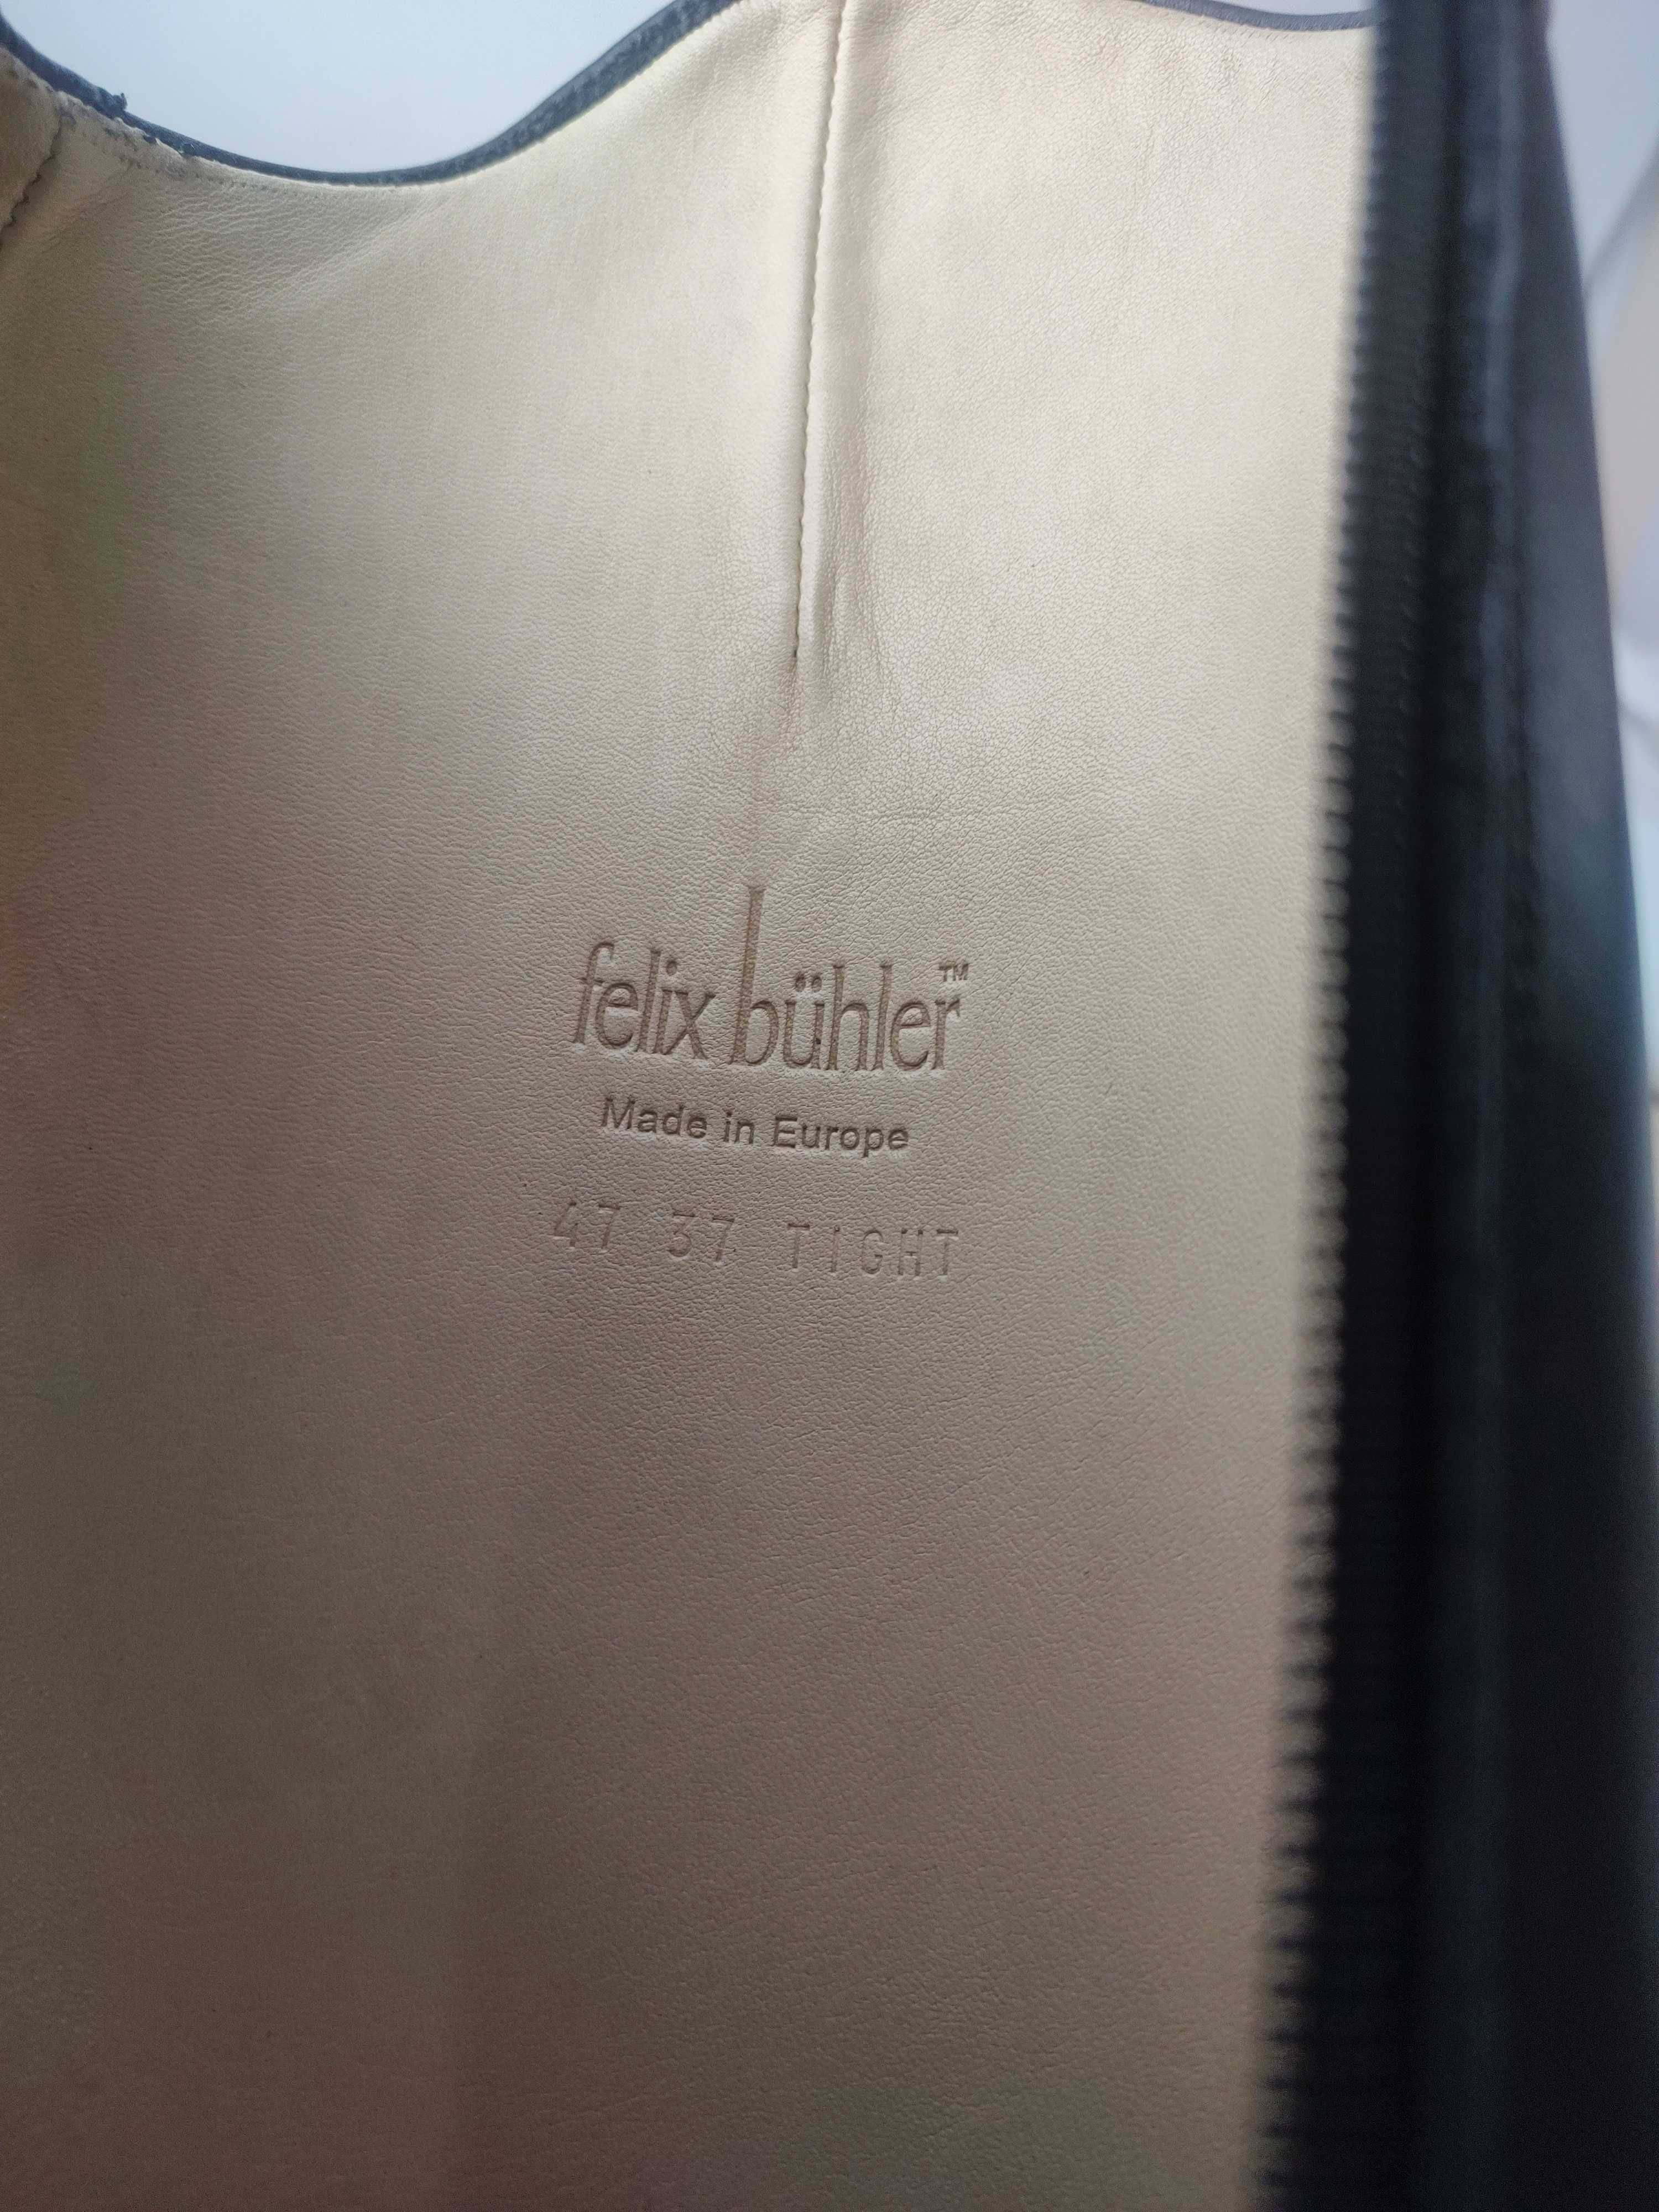 felix bühler™
Made in Europe
47 37 TIGHT